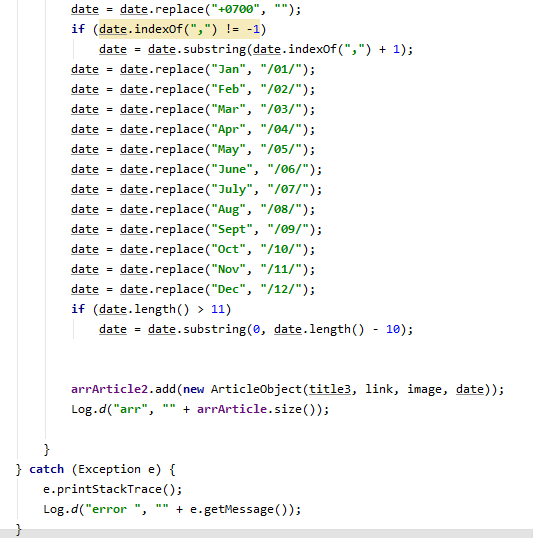 date = date.replace("+0700", "");
if (date.indexOf(",") != -1)
date = date.substring(date.indexOf(",") + 1);
date = date.replace("Jan", "/01/");
date = date.replace("Feb", "/02/");
date = date.replace("Mar", "/03/");
date = date.replace("Apr", "/04/");
date = date.replace("May", "/05/");
date = date.replace("June", "/06/");
date = date.replace("July", "/07/");
date = date.replace("Aug", "/08/");
date = date.replace("Sept", "/09/");
date = date.replace("Oct", "/10/");
date = date.replace("Nov", "/11/");
date = date.replace("Dec", "/12/");
if (date.length() > 11)
date = date.substring(0, date.length() - 10);
arrArticle2.add(new ArticleObject(title3, link, image, date));
Log.d("arr", "" + arrArticle.size());
}
} catch (Exception e) {
e.printStackTrace();
Log.d("error ", "" + e.getMessage());
}